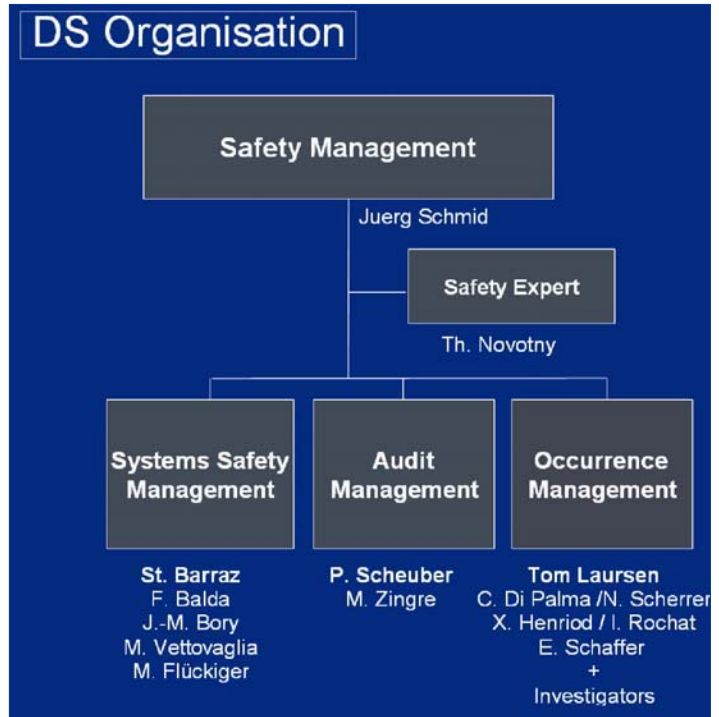 DS Organisation
Safety Management
Juerg Schmid
Safety Expert
Th. Novotny
Systems Safety
Management
St. Barraz
F. Balda
J.-M. Bory
M. Vettovaglia
M. Flückiger
Audit
Management
P. Scheuber
M. Zingre
Occurrence
Management
Tom Laursen
C. Di Palma /N. Scherrer
X. Henriod / I. Rochat
E. Schaffer
+
Investigators